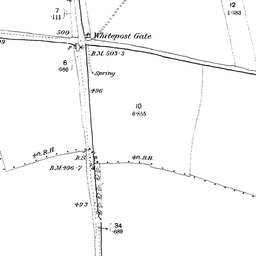 7
.111
12
1.383
500
Whitepost Gate
B.M. 503.5
6
.086
Spring
496
10
6.855
4ft R.H.
B.S.
4ft R.H.
B.M. 496.7
493
34
.689